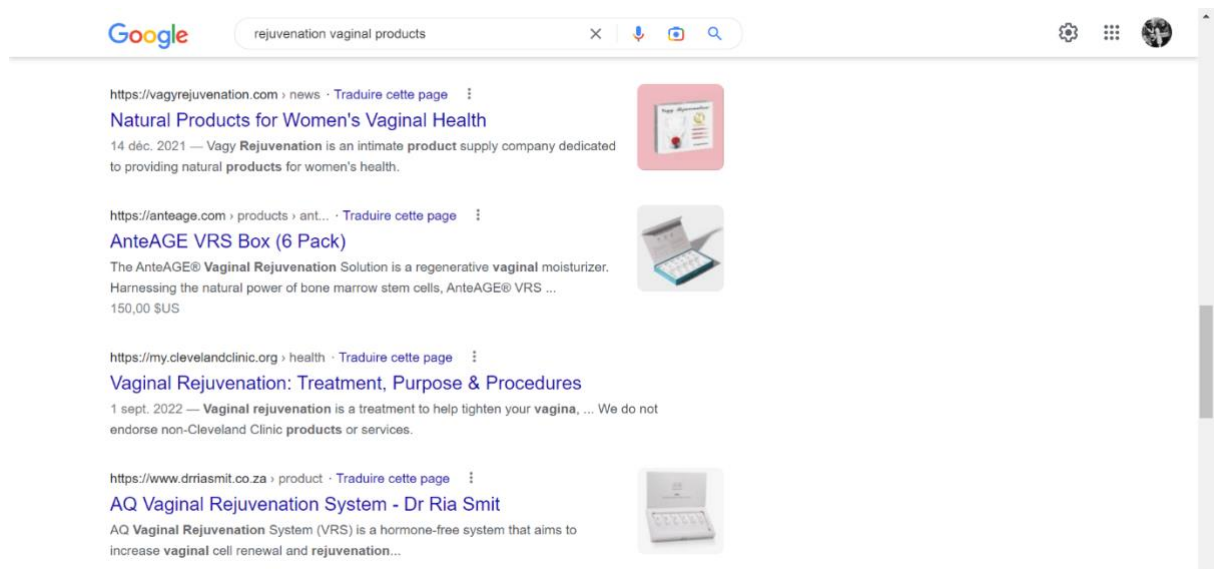 Google
rejuvenation vaginal products
https://vagyrejuvenation.com › news · Traduire cette page
Natural Products for Women's Vaginal Health
14 déc. 2021 — Vagy Rejuvenation is an intimate product supply company dedicated
to providing natural products for women's health.
https://anteage.com › products › ant... · Traduire cette page
AnteAGE VRS Box (6 Pack)
The AnteAGE® Vaginal Rejuvenation Solution is a regenerative vaginal moisturizer.
Harnessing the natural power of bone marrow stem cells, AnteAGE® VRS ...
150,00 $US
https://my.clevelandclinic.org › health · Traduire cette page
Vaginal Rejuvenation: Treatment, Purpose & Procedures
1 sept. 2022 — Vaginal rejuvenation is a treatment to help tighten your vagina, ... We do not
endorse non-Cleveland Clinic products or services.
https://www.drriasmit.co.za › product · Traduire cette page
AQ Vaginal Rejuvenation System - Dr Ria Smit
AQ Vaginal Rejuvenation System (VRS) is a hormone-free system that aims to
increase vaginal cell renewal and rejuvenation...